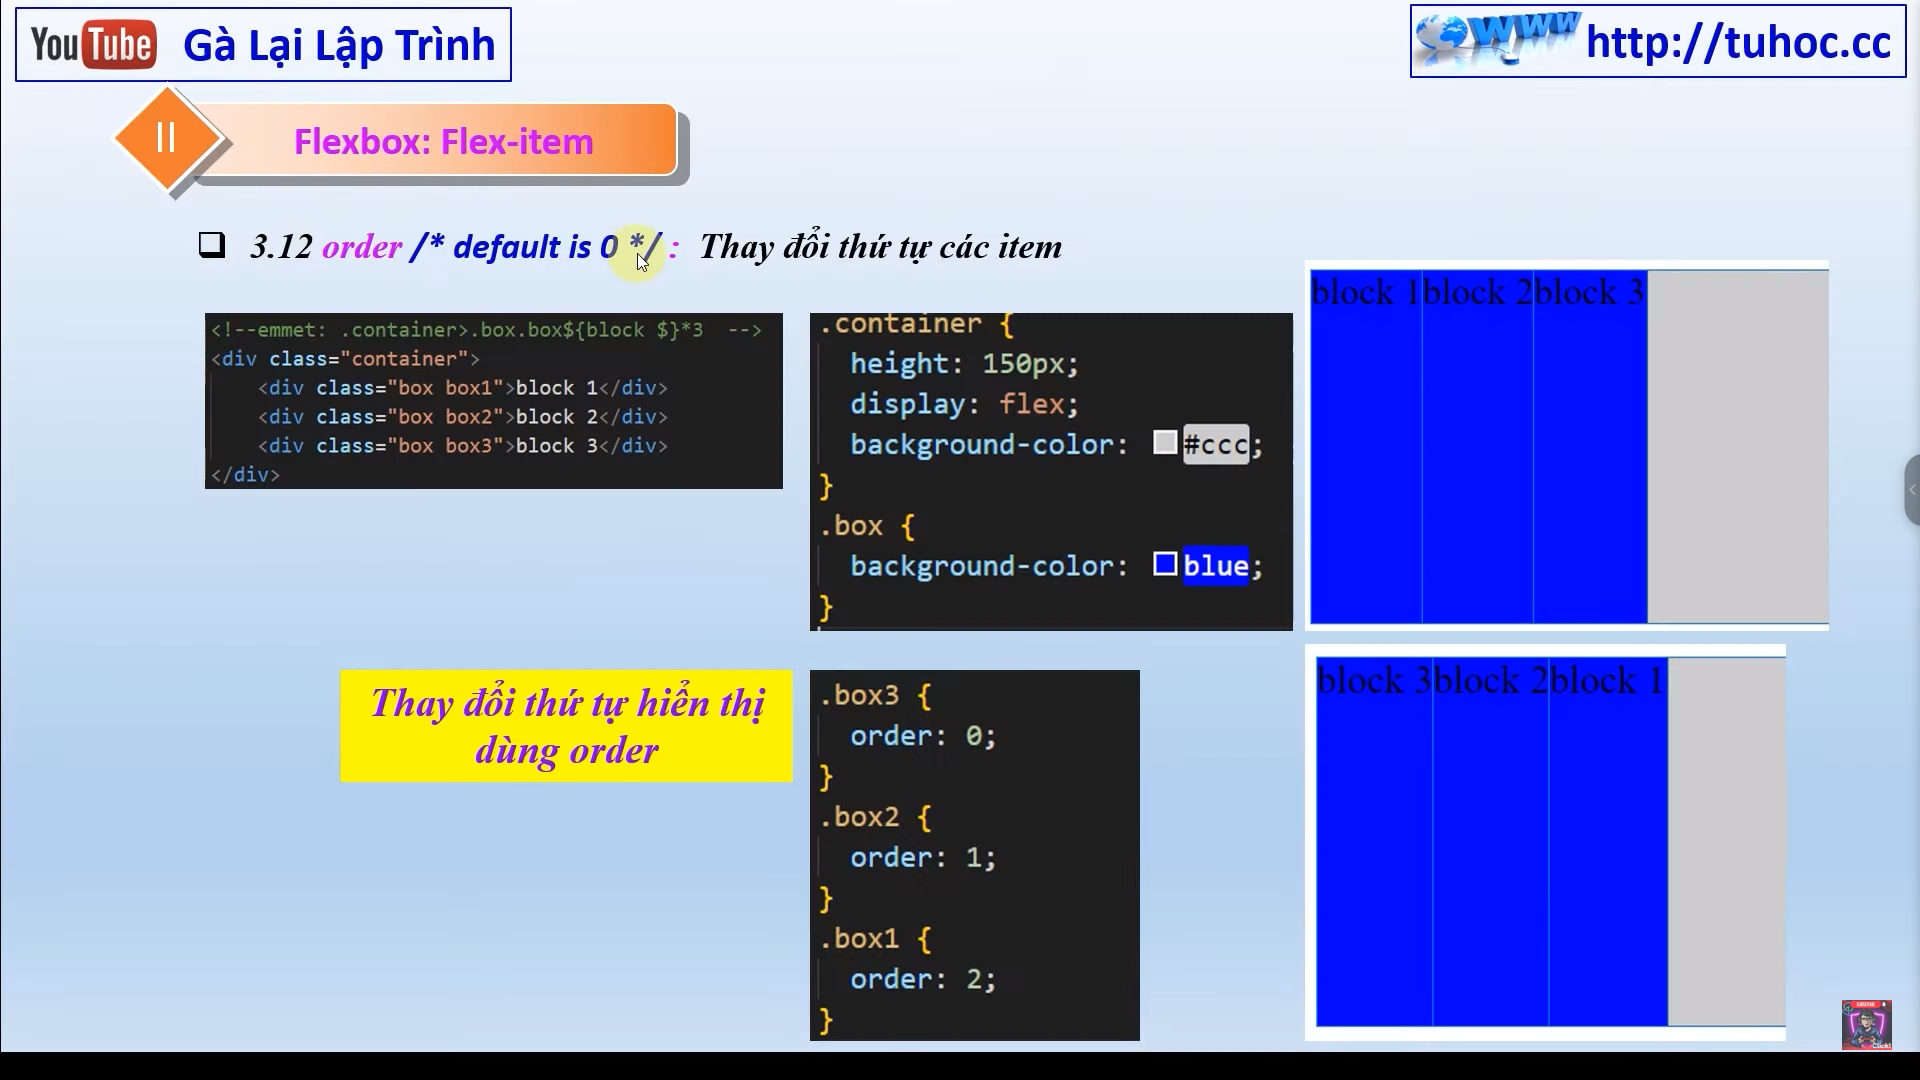 YouTube Gà Lại Lập Trình
WWW http://tuhoc.cc
II
Flexbox: Flex-item
3.12 order /* default is 0 */ : Thay đổi thứ tự các item
<!--emmet: .container>.box.box${block $}*3  -->
<div class="container">
    <div class="box box1">block 1</div>
    <div class="box box2">block 2</div>
    <div class="box box3">block 3</div>
</div>
.container {
  height: 150px;
  display: flex;
  background-color: #ccc;
}
.box {
  background-color: blue;
}
block 1 block 2 block 3
Thay đổi thứ tự hiển thị
dùng order
.box3 {
  order: 0;
}
.box2 {
  order: 1;
}
.box1 {
  order: 2;
}
block 3 block 2 block 1
SUBSCRIBE
Click!